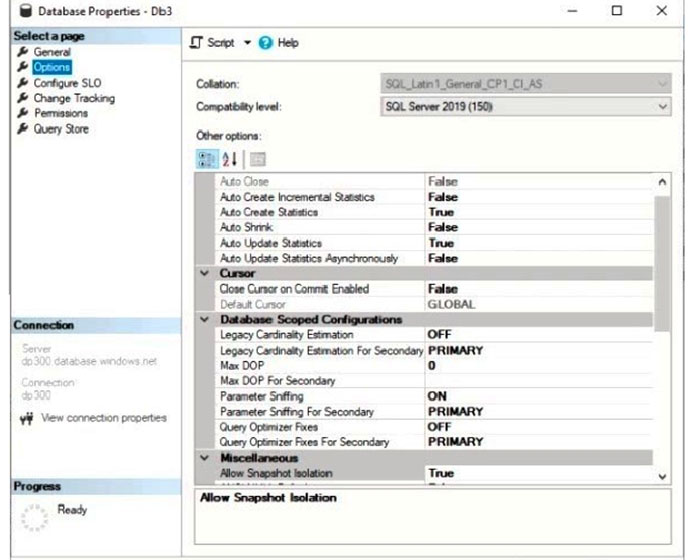 Database Properties - Db3
Select a page
General
Options
Configure SLO
Change Tracking
Permissions
Query Store
Script
Help
Collation:
SQL_Latin1_General_CP1_CI_AS
Compatibility level:
SQL Server 2019 (150)
Other options:
Auto Close False
Auto Create Incremental Statistics False
Auto Create Statistics True
Auto Shrink False
Auto Update Statistics True
Auto Update Statistics Asynchronously False
Cursor
Close Cursor on Commit Enabled False
Default Cursor GLOBAL
Database Scoped Configurations
Legacy Cardinality Estimation OFF
Legacy Cardinality Estimation For Secondary PRIMARY
Max DOP 0
Max DOP For Secondary
Parameter Sniffing ON
Parameter Sniffing For Secondary PRIMARY
Query Optimizer Fixes OFF
Query Optimizer Fixes For Secondary PRIMARY
Miscellaneous
Allow Snapshot Isolation True
Allow Snapshot Isolation
Connection
Server
dp300.database.windows.net
Connection
dp300
View connection properties
Progress
Ready